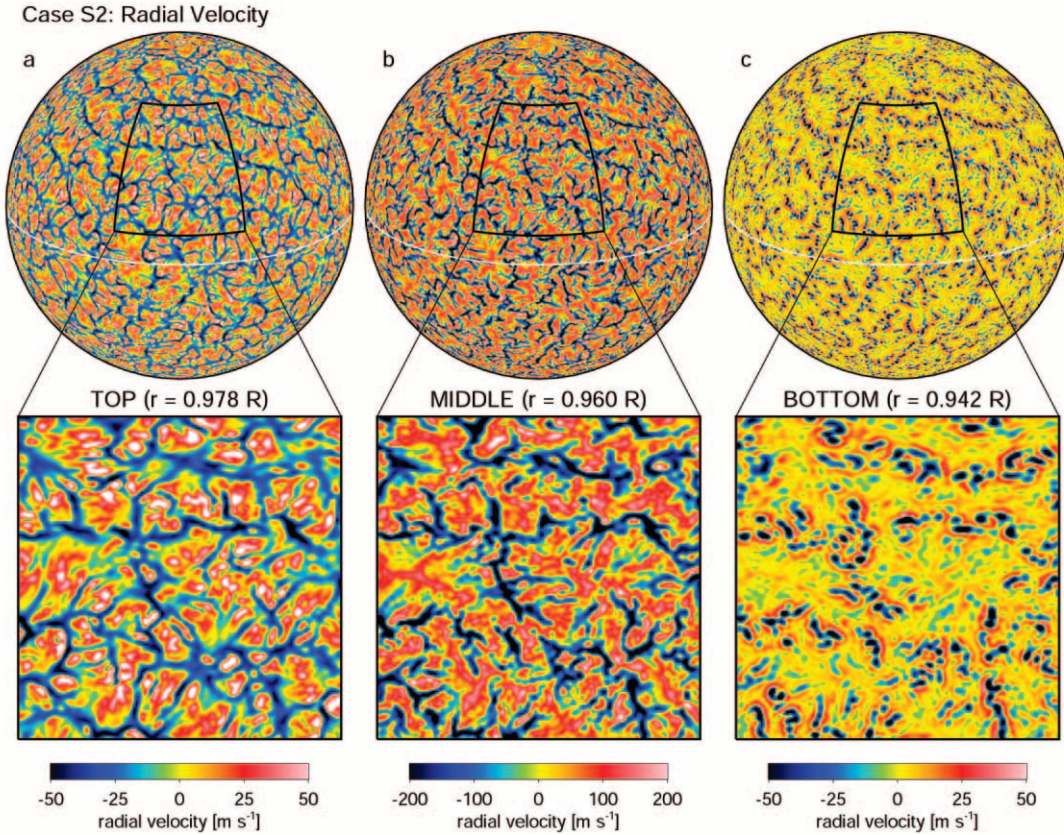 Case S2: Radial Velocity
a
b
c
TOP (r = 0.978 R)
MIDDLE (r = 0.960 R)
BOTTOM (r = 0.942 R)
-50 -25 0 25 50
radial velocity [m s⁻¹]
-200 -100 0 100 200
radial velocity [m s⁻¹]
-50 -25 0 25 50
radial velocity [m s⁻¹]